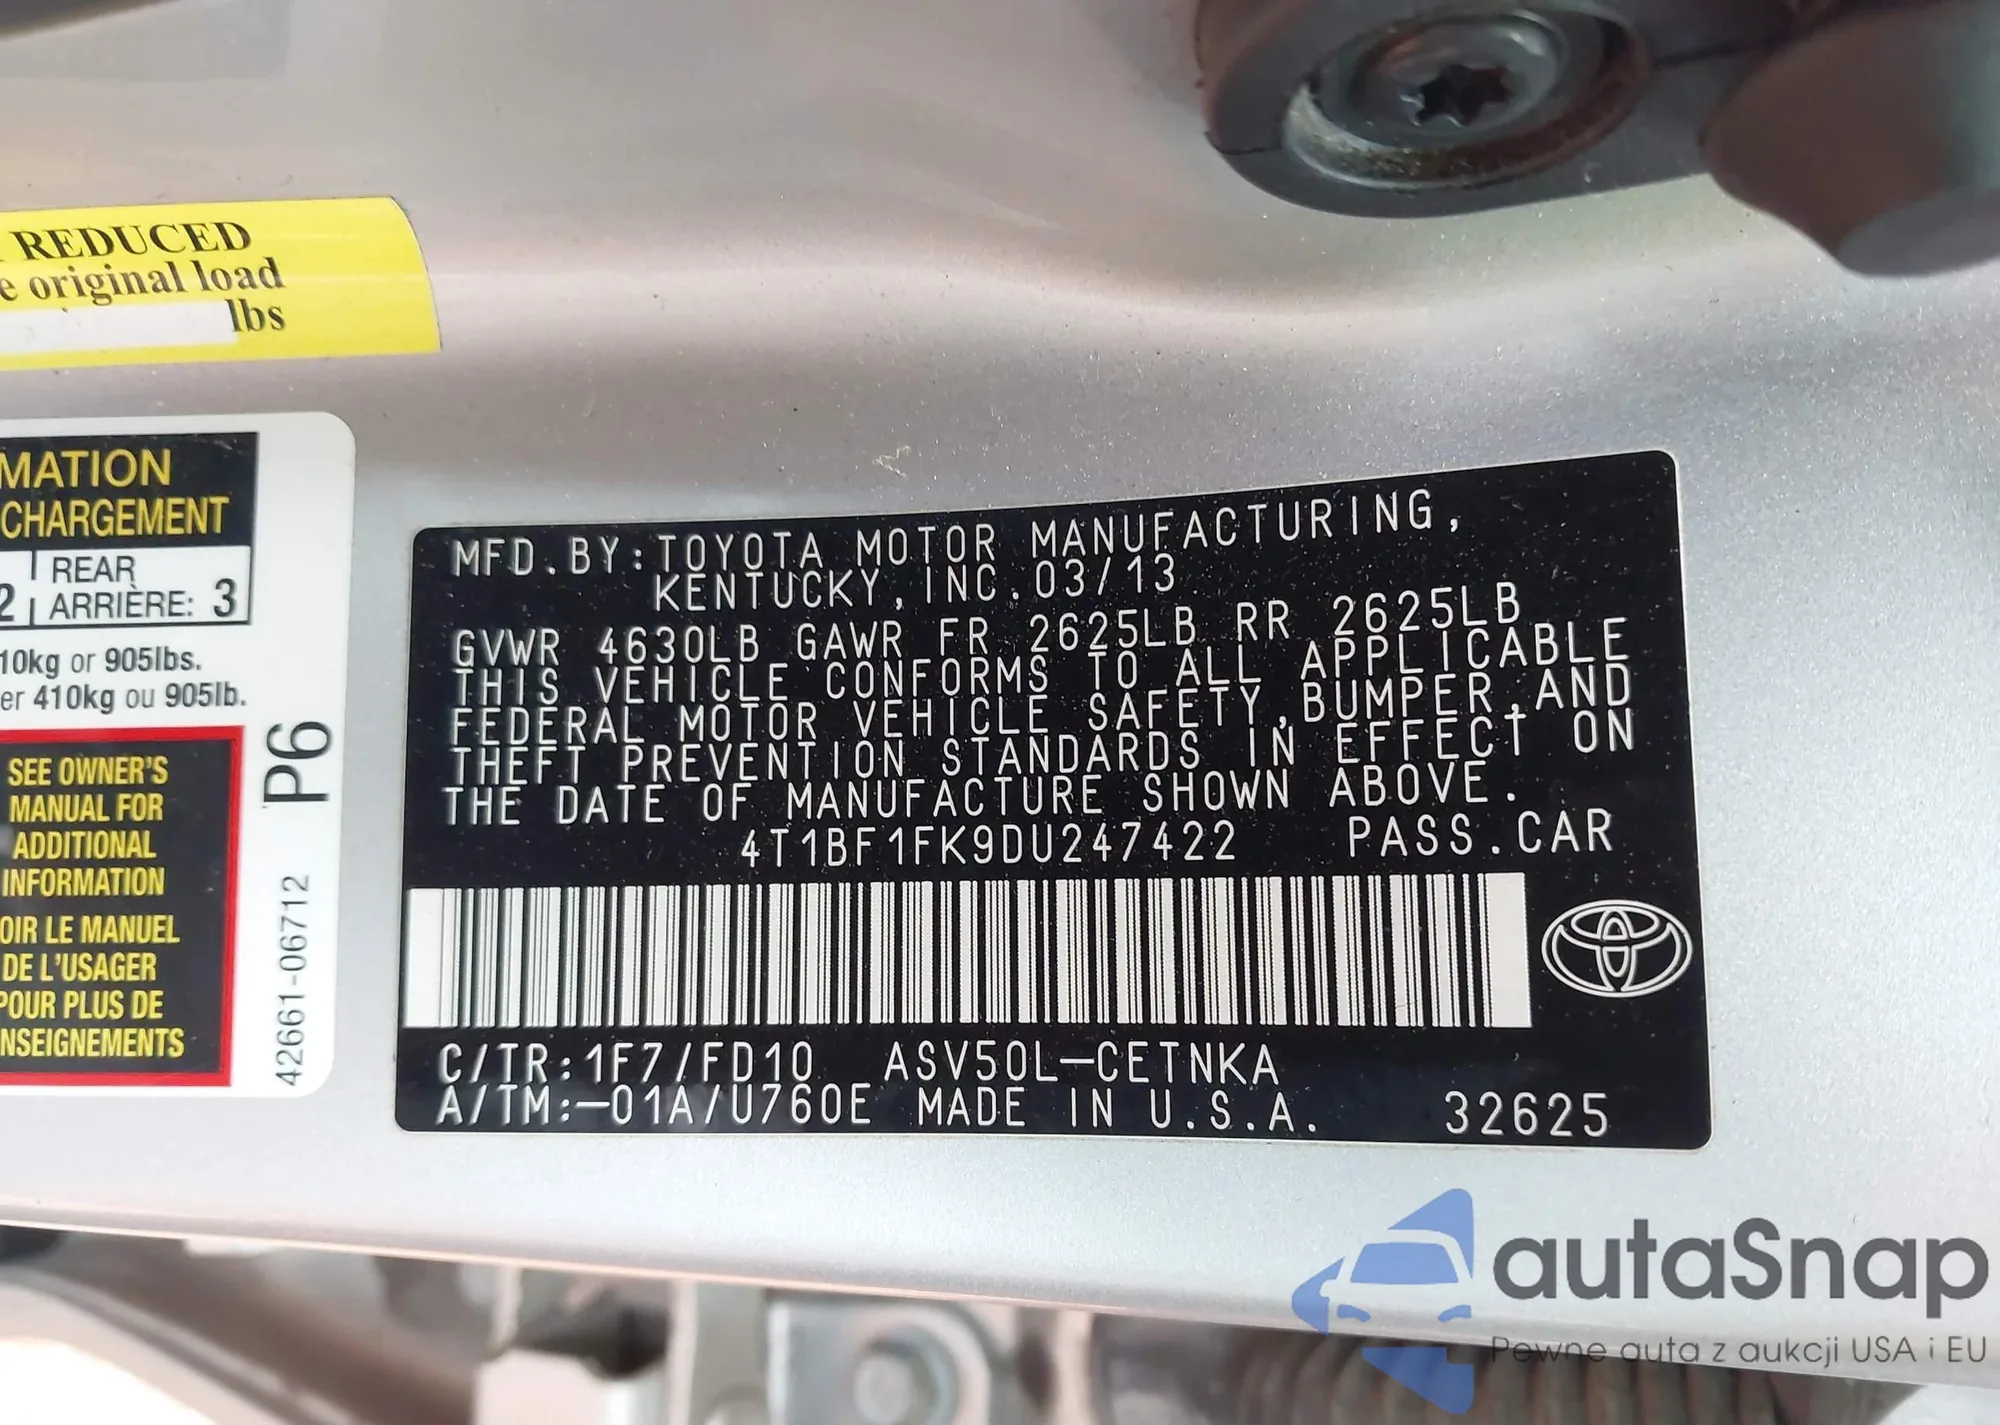 REDUCED
e original load
lbs
MATION
CHARGEMENT
2 REAR
ARRIÈRE: 3
10kg or 905lbs.
er 410kg ou 905lb.
SEE OWNER'S
MANUAL FOR
ADDITIONAL
INFORMATION
OIR LE MANUEL
DE L'USAGER
POUR PLUS DE
NSEIGNEMENTS
P6
42661-06712
MFD.BY:TOYOTA MOTOR MANUFACTURING,
KENTUCKY,INC.03/13
GVWR 4630LB GAWR FR 2625LB RR 2625LB
THIS VEHICLE CONFORMS TO ALL APPLICABLE
FEDERAL MOTOR VEHICLE SAFETY,BUMPER,AND
THEFT PREVENTION STANDARDS IN EFFECT ON
THE DATE OF MANUFACTURE SHOWN ABOVE.
4T1BF1FK9DU247422 PASS.CAR
C/TR:1F7/FD10 ASV50L-CETNKA
A/TM:-01A/U760E MADE IN U.S.A. 32625
autaSnap
Pewne auta z aukcji USA i EU